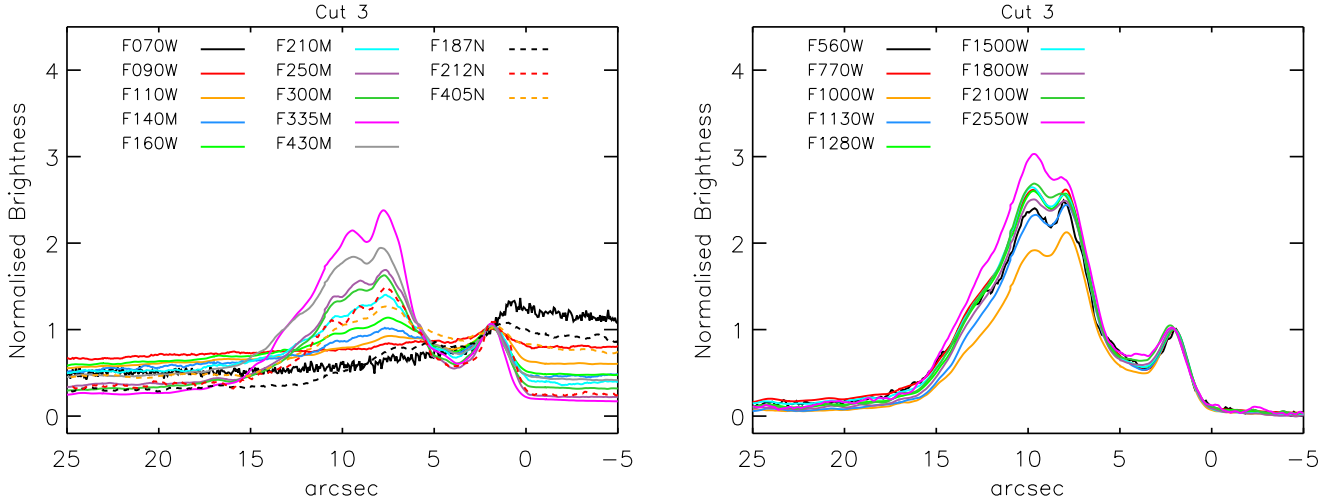 Cut 3
F070W F210M F187N
F090W F250M F212N
F110W F300M F405N
F140M F335M
F160W F430M
Normalised Brightness
4
3
2
1
0
25 20 15 10 5 0 −5
arcsec
Cut 3
F560W F1500W
F770W F1800W
F1000W F2100W
F1130W F2550W
F1280W
Normalised Brightness
4
3
2
1
0
25 20 15 10 5 0 −5
arcsec